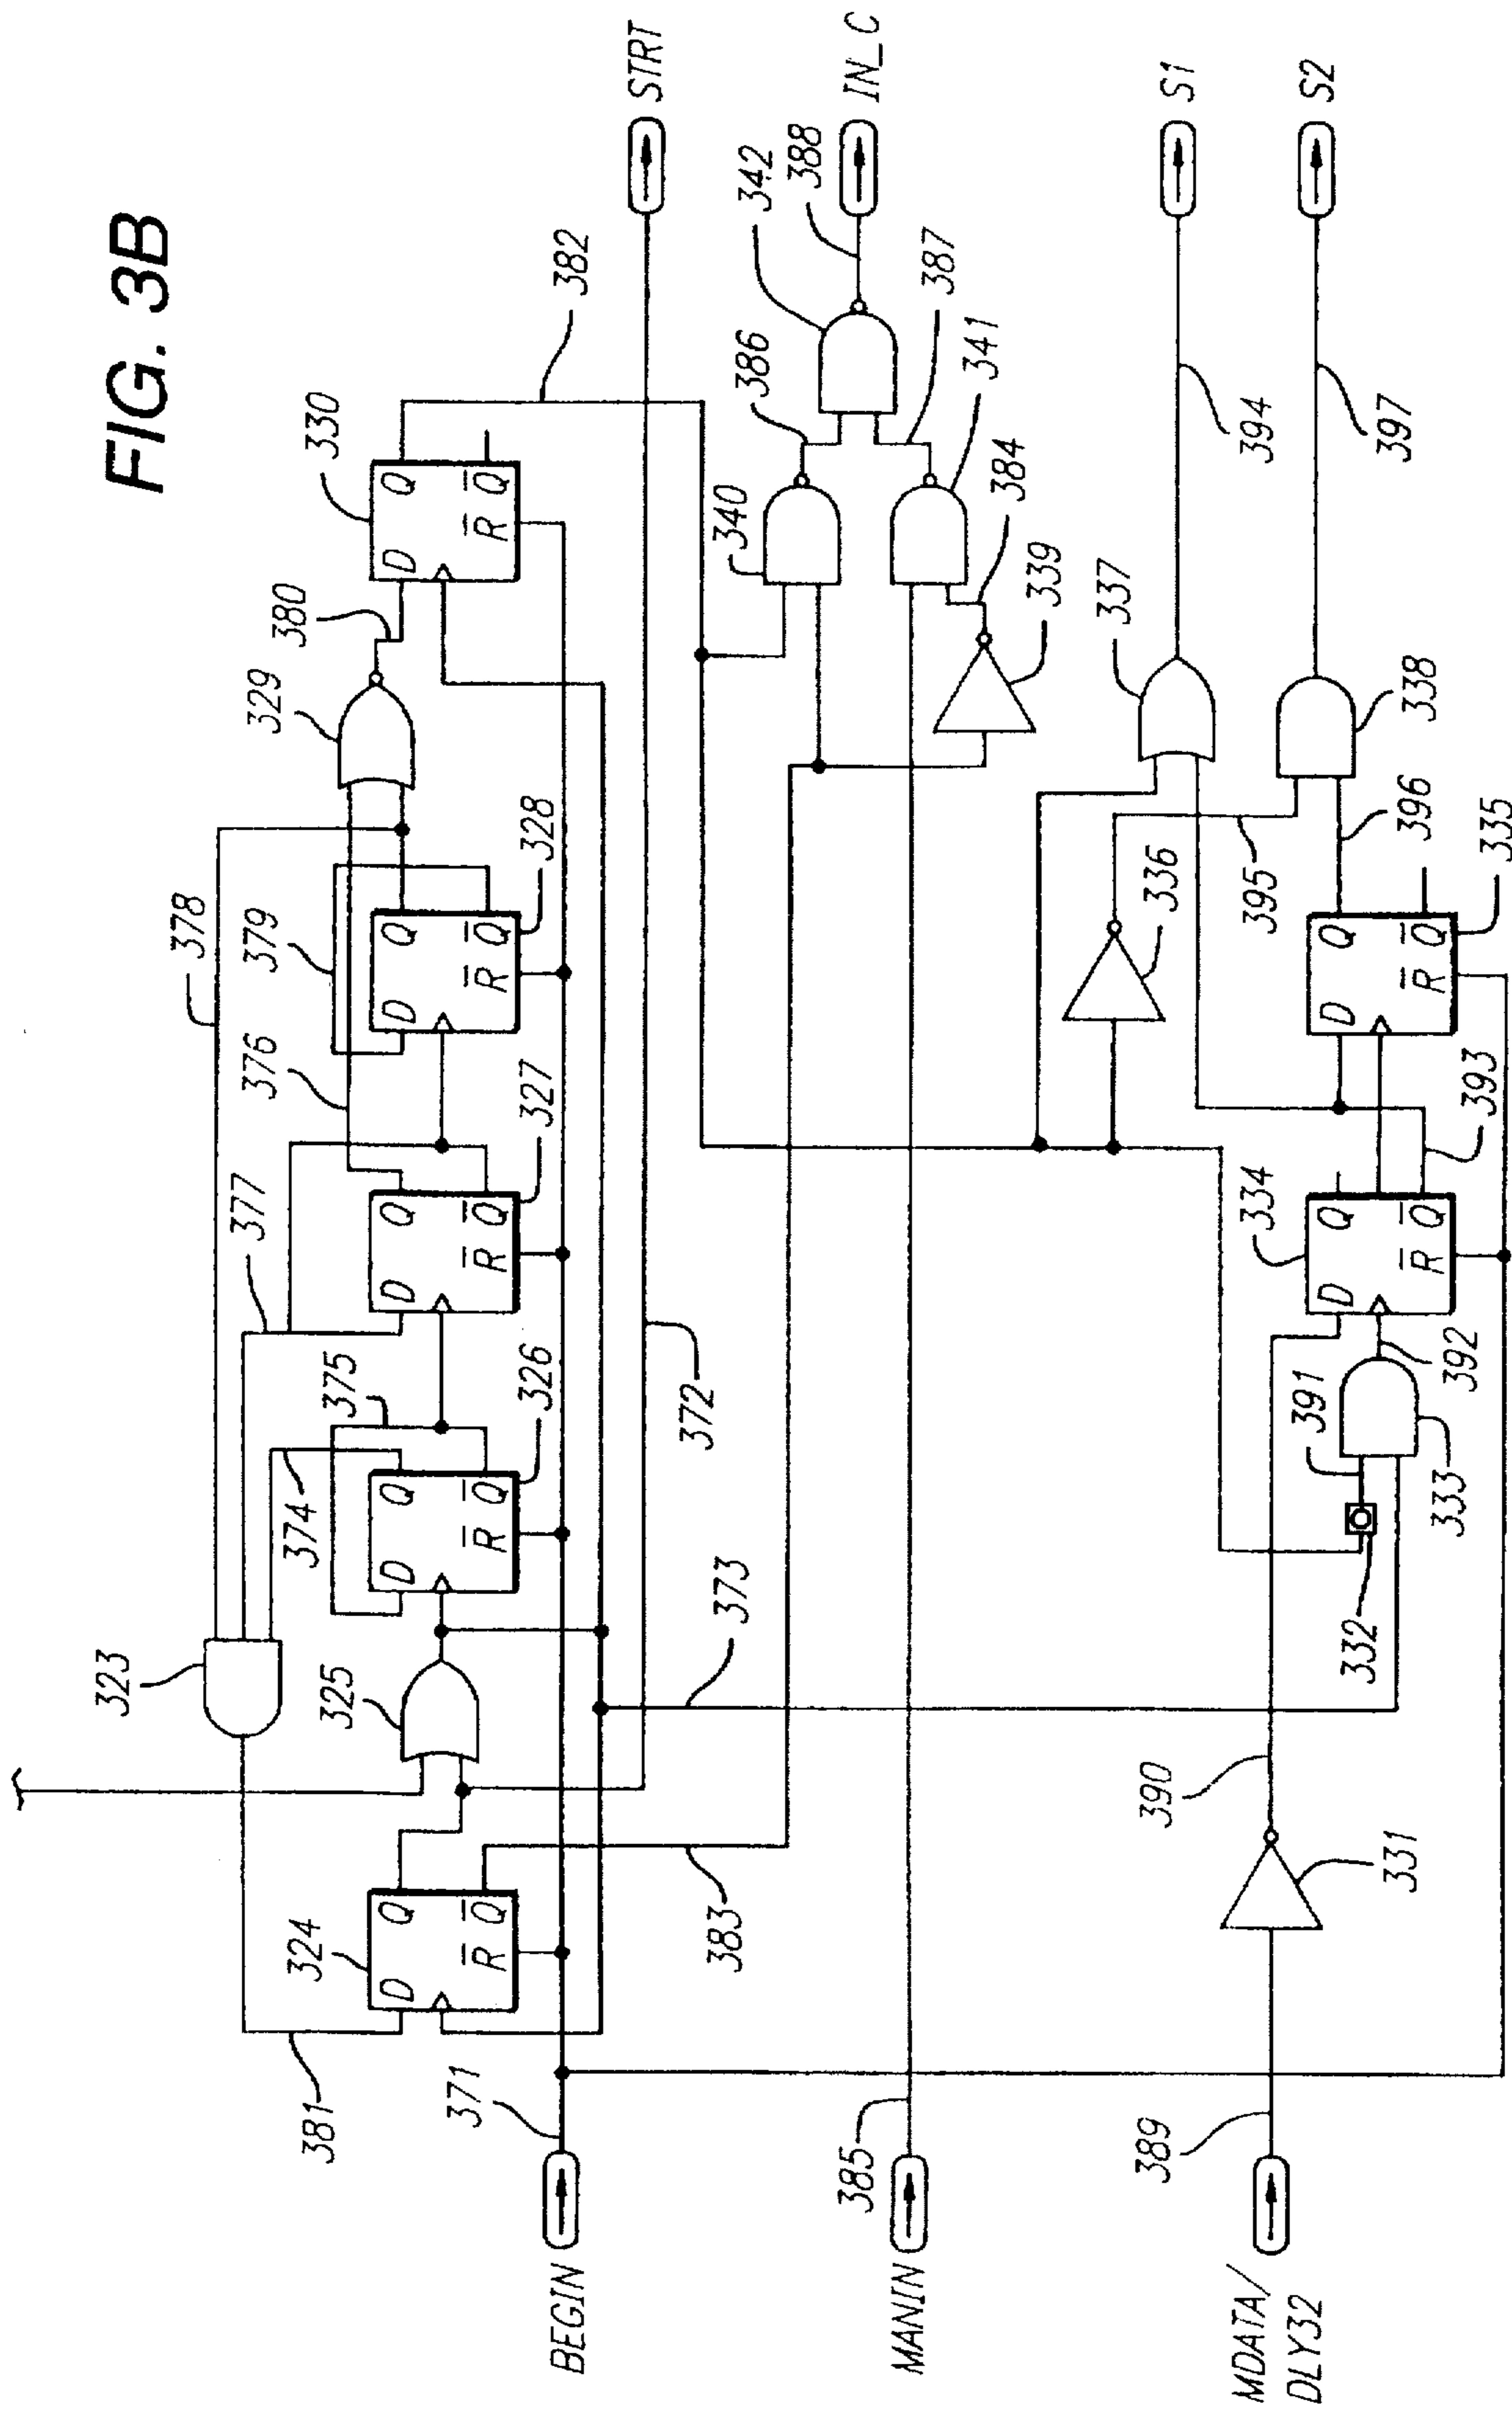 FIG. 3B
378
379
376
377
375
374
323
325
324
381
371
BEGIN
D Q R Q
326
D Q R Q
327
D Q R Q
328
D Q R Q
329
380
330
D Q R Q
382
STRT
372
373
383
385
MANIN
340
386
342
388
IN_C
387
341
384
339
337
394
S1
336
395
338
397
S2
396
335
D Q R Q
393
334
D Q R Q
391
392
333
332
390
331
389
MDATA/
DLY32